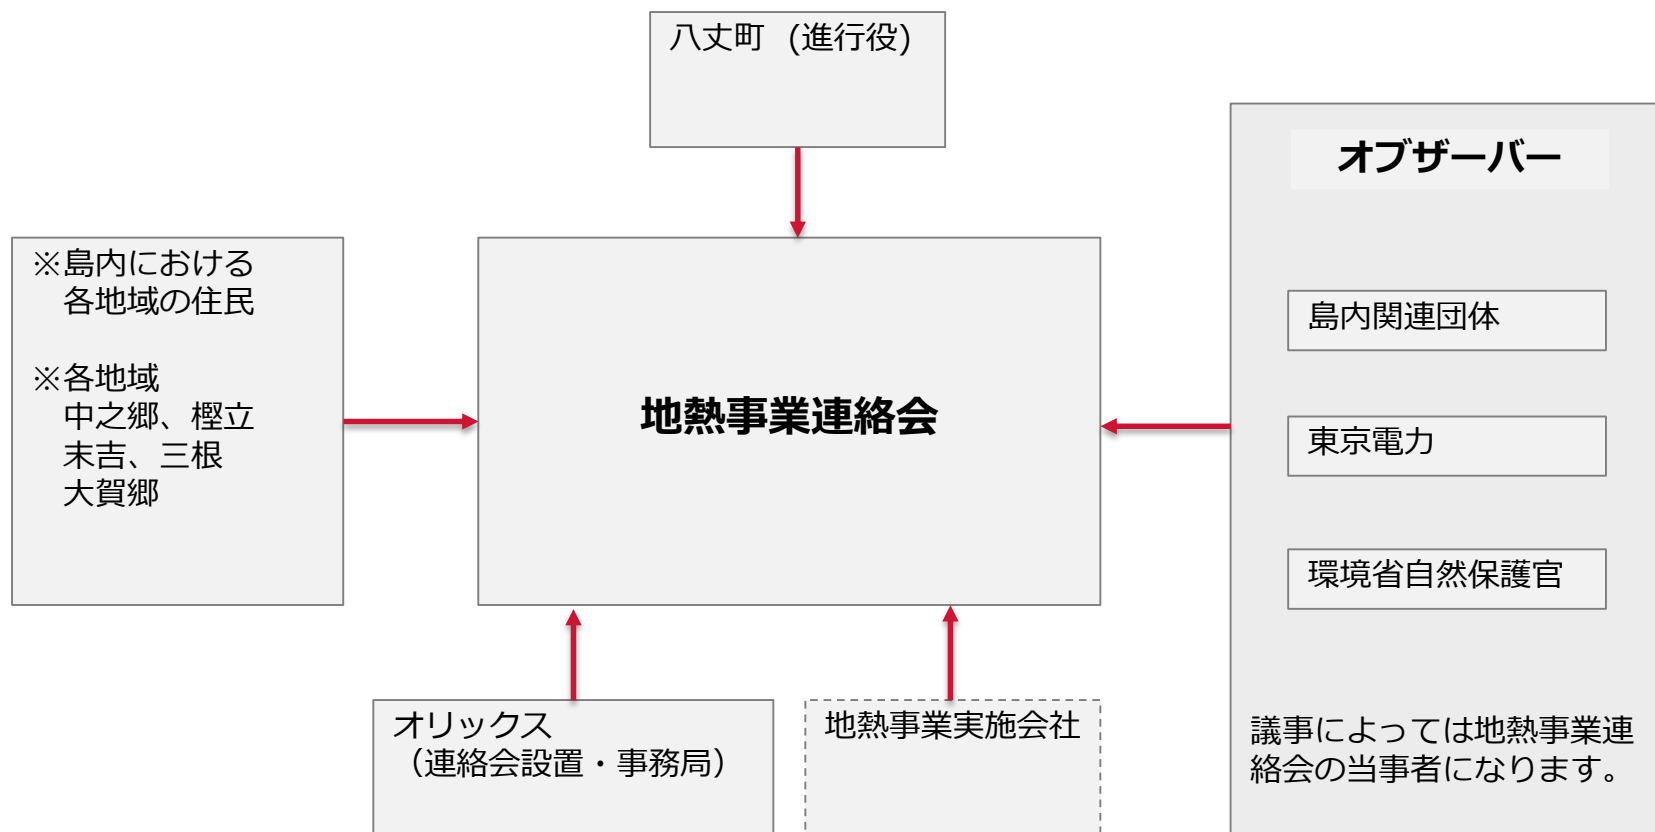 八丈町 (進行役)
オブザーバー
※島内における
各地域の住民
※各地域
中之郷、樫立
末吉、三根
大賀郷
地熱事業連絡会
島内関連団体
東京電力
環境省自然保護官
オリックス
（連絡会設置・事務局）
地熱事業実施会社
議事によっては地熱事業連
絡会の当事者になります。